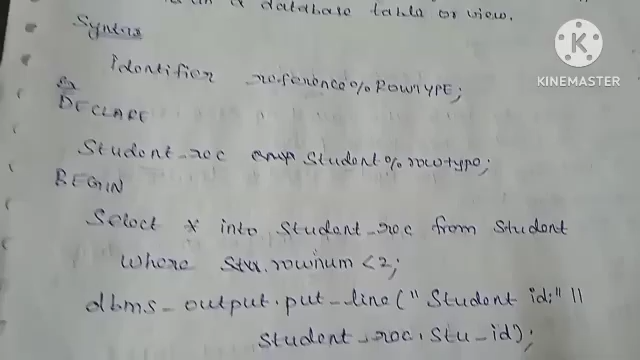 in a database table or view.
Syntax
identifier reference%ROWTYPE;
ex
DECLARE
Student_rec Student%rowtype;
BEGIN
Select * into Student_rec from Student
where rownum <2;
dbms_output.put_line("Student id:" ||
Student_rec.Stu_id);
KINEMASTER